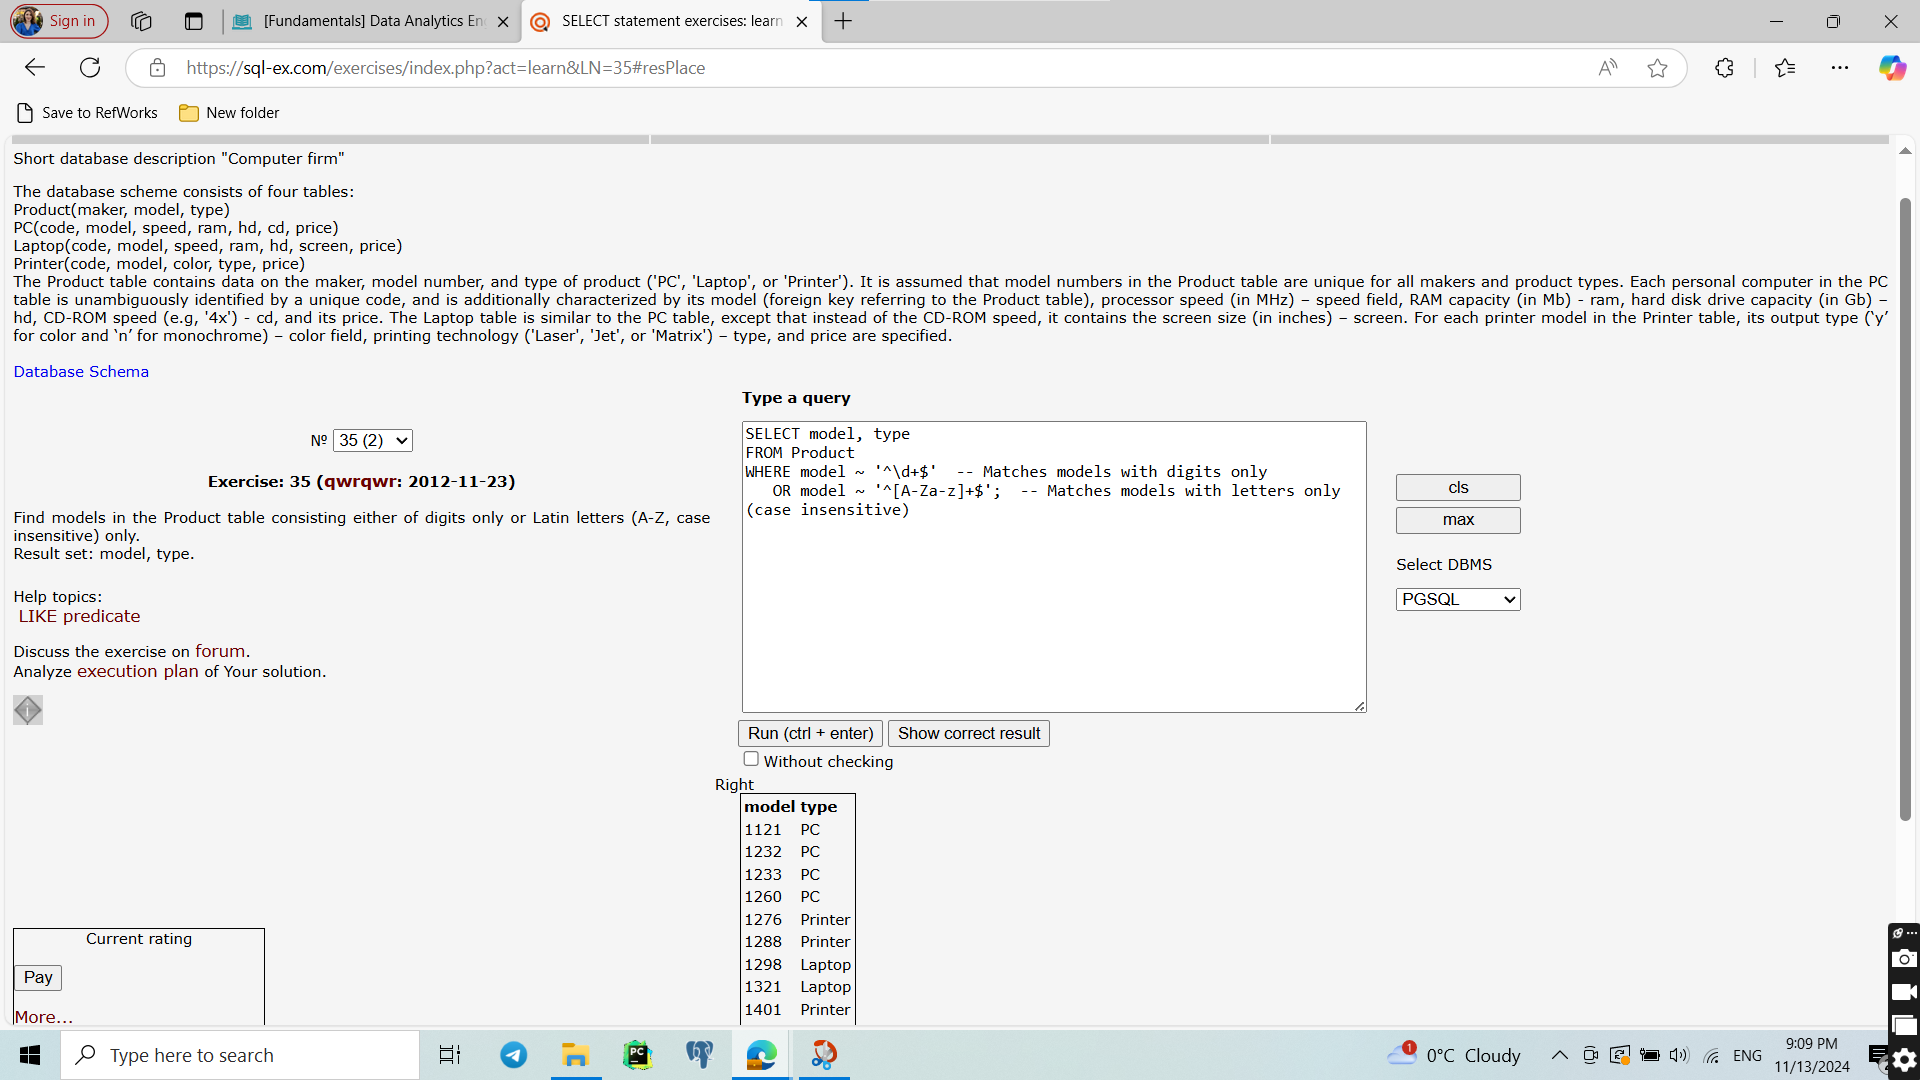 Sign in
[Fundamentals] Data Analytics En
SELECT statement exercises: learn
https://sql-ex.com/exercises/index.php?act=learn&LN=35#resPlace
Save to RefWorks
New folder
Short database description "Computer firm"
The database scheme consists of four tables:
Product(maker, model, type)
PC(code, model, speed, ram, hd, cd, price)
Laptop(code, model, speed, ram, hd, screen, price)
Printer(code, model, color, type, price)
The Product table contains data on the maker, model number, and type of product ('PC', 'Laptop', or 'Printer'). It is assumed that model numbers in the Product table are unique for all makers and product types. Each personal computer in the PC
table is unambiguously identified by a unique code, and is additionally characterized by its model (foreign key referring to the Product table), processor speed (in MHz) – speed field, RAM capacity (in Mb) - ram, hard disk drive capacity (in Gb) –
hd, CD-ROM speed (e.g, '4x') - cd, and its price. The Laptop table is similar to the PC table, except that instead of the CD-ROM speed, it contains the screen size (in inches) – screen. For each printer model in the Printer table, its output type (‘y’
for color and ‘n’ for monochrome) – color field, printing technology ('Laser', 'Jet', or 'Matrix') – type, and price are specified.
Database Schema
Type a query
№ 35 (2)
Exercise: 35 (qwrqwr: 2012-11-23)
Find models in the Product table consisting either of digits only or Latin letters (A-Z, case
insensitive) only.
Result set: model, type.
Help topics:
LIKE predicate
Discuss the exercise on forum.
Analyze execution plan of Your solution.
SELECT model, type
FROM Product
WHERE model ~ '^\d+$'  -- Matches models with digits only
OR model ~ '^[A-Za-z]+$';  -- Matches models with letters only
(case insensitive)
cls
max
Select DBMS
PGSQL
Run (ctrl + enter)
Show correct result
Without checking
Right
model type
1121 PC
1232 PC
1233 PC
1260 PC
1276 Printer
1288 Printer
1298 Laptop
1321 Laptop
1401 Printer
Current rating
Pay
More...
Type here to search
PC
1
0°C Cloudy
ENG
9:09 PM
11/13/2024